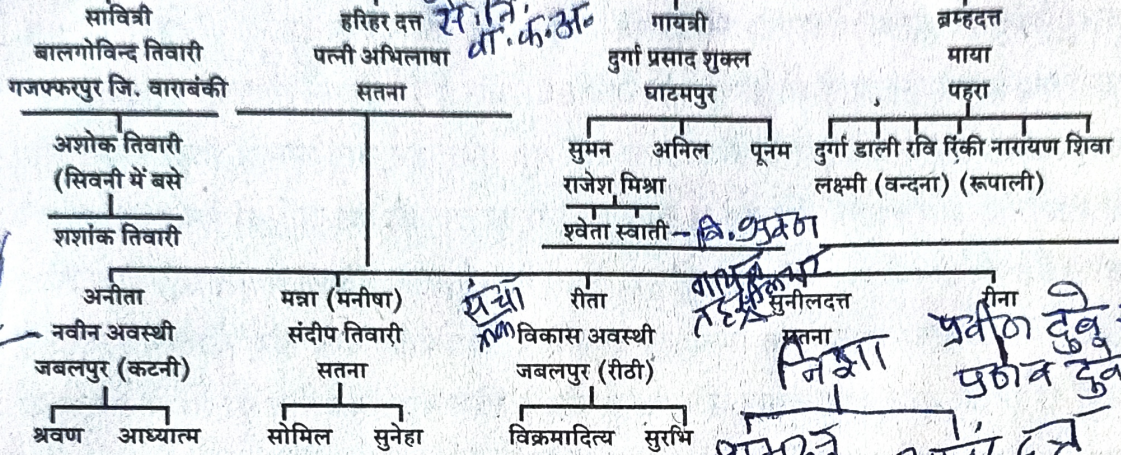 सावित्री
बालगोविन्द तिवारी
गजफ्फरपुर जि. वाराबंकी
अशोक तिवारी
(सिवनी में बसे
शशांक तिवारी
हरिहर दत्त से.नि.
वा.क.अ.
पत्नी अभिलाषा
सतना
गायत्री
दुर्गा प्रसाद शुक्ल
घाटमपुर
सुमन अनिल पूनम
राजेश मिश्रा
श्वेता स्वाती – वि.
ब्रम्हदत्त
माया
पहरा
दुर्गा डाली रवि रिंकी नारायण शिवा
लक्ष्मी (वन्दना) (रूपाली)
अनीता
नवीन अवस्थी
जबलपुर (कटनी)
श्रवण आध्यात्म
मन्ना (मनीषा)
संदीप तिवारी
सतना
सोमिल सुनेहा
रीता
विकास अवस्थी
जबलपुर (रीठी)
विक्रमादित्य सुरभि
सुनीलदत्त
सतना
रीना
प्रवीण दुबे